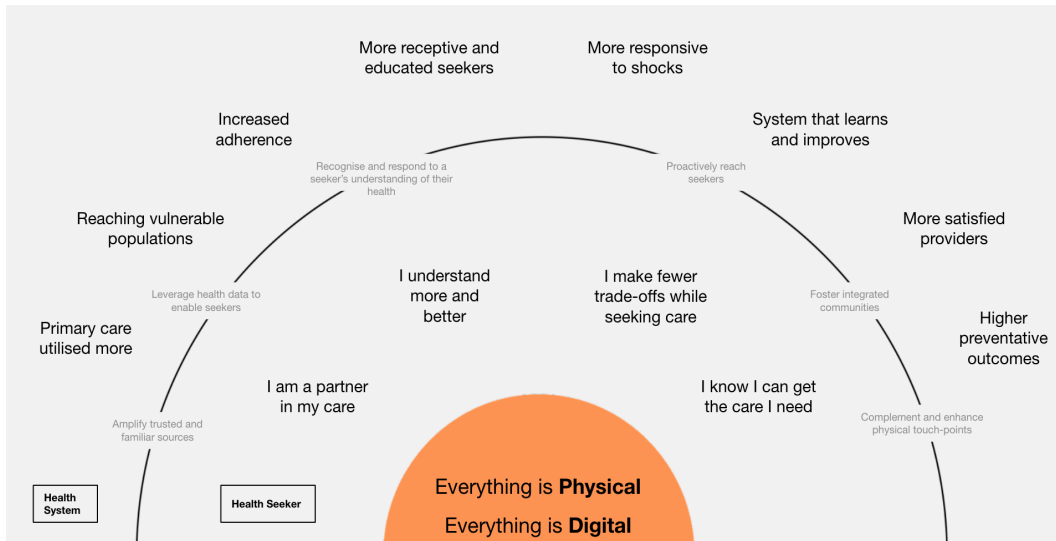 More receptive and
educated seekers
More responsive
to shocks
Increased
adherence
System that learns
and improves
Recognise and respond to a
seeker's understanding of their
health
Proactively reach
seekers
Reaching vulnerable
populations
More satisfied
providers
I understand
more and
better
I make fewer
trade-offs while
seeking care
Leverage health data to
enable seekers
Foster integrated
communities
Primary care
utilised more
Higher
preventative
outcomes
I am a partner
in my care
I know I can get
the care I need
Amplify trusted and
familiar sources
Complement and enhance
physical touch-points
Health
System
Health Seeker
Everything is Physical
Everything is Digital